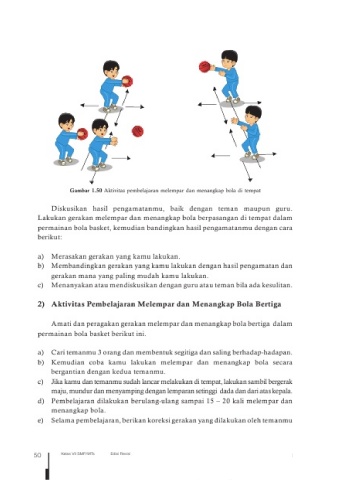 Gambar 1.50 Aktivitas pembelajaran melempar dan menangkap bola di tempat
Diskusikan hasil pengamatanmu, baik dengan teman maupun guru.
Lakukan gerakan melempar dan menangkap bola berpasangan di tempat dalam
permainan bola basket, kemudian bandingkan hasil pengamatanmu dengan cara
berikut:
a) Merasakan gerakan yang kamu lakukan.
b) Membandingkan gerakan yang kamu lakukan dengan hasil pengamatan dan
gerakan mana yang paling mudah kamu lakukan.
c) Menanyakan atau mendiskusikan dengan guru atau teman bila ada kesulitan.
2) Aktivitas Pembelajaran Melempar dan Menangkap Bola Bertiga
Amati dan peragakan gerakan melempar dan menangkap bola bertiga dalam
permainan bola basket berikut ini.
a) Cari temanmu 3 orang dan membentuk segitiga dan saling berhadap-hadapan.
b) Kemudian coba kamu lakukan melempar dan menangkap bola secara
bergantian dengan kedua temanmu.
c) Jika kamu dan temanmu sudah lancar melakukan di tempat, lakukan sambil bergerak
maju, mundur dan menyamping dengan lemparan setinggi dada dan dari atas kepala.
d) Pembelajaran dilakukan berulang-ulang sampai 15 – 20 kali melempar dan
menangkap bola.
e) Selama pembelajaran, berikan koreksi gerakan yang dilakukan oleh temanmu
50 Kelas VII SMP/MTs Edisi Revisi